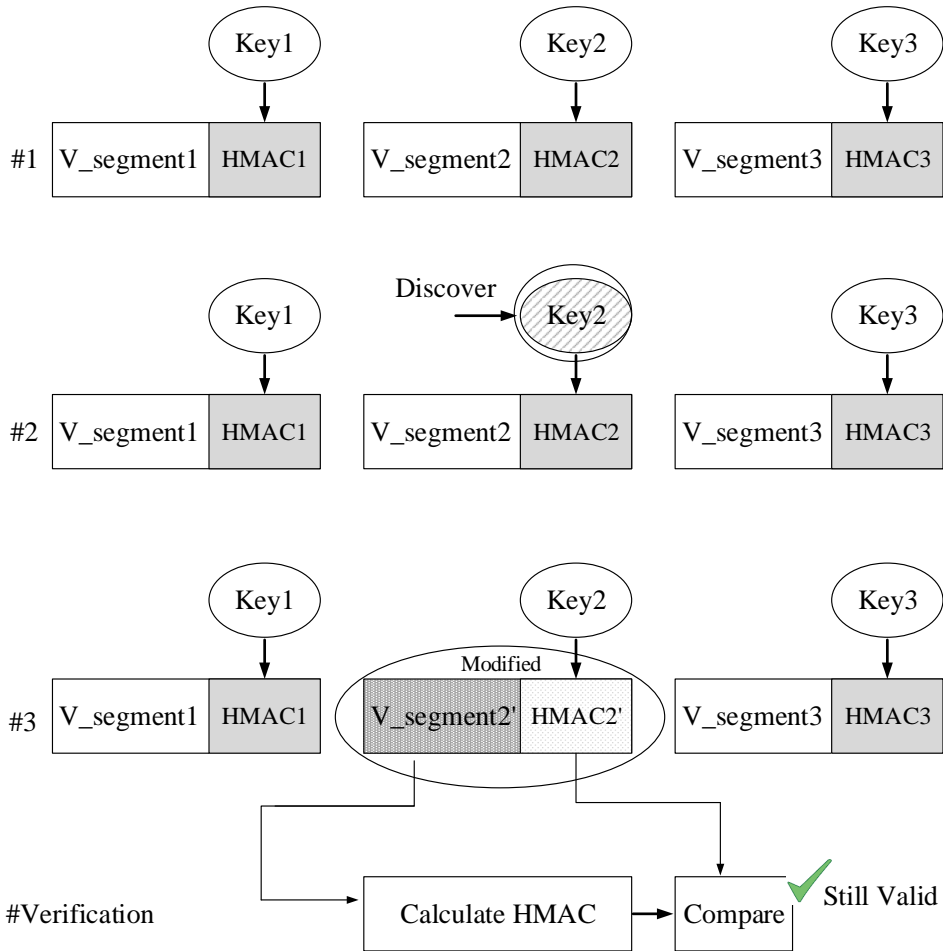 Key1 Key2 Key3
#1 V_segment1 HMAC1 V_segment2 HMAC2 V_segment3 HMAC3
Discover
Key1 Key2 Key3
#2 V_segment1 HMAC1 V_segment2 HMAC2 V_segment3 HMAC3
Key1 Key2 Key3
Modified
#3 V_segment1 HMAC1 V_segment2' HMAC2' V_segment3 HMAC3
#Verification Calculate HMAC Compare Still Valid